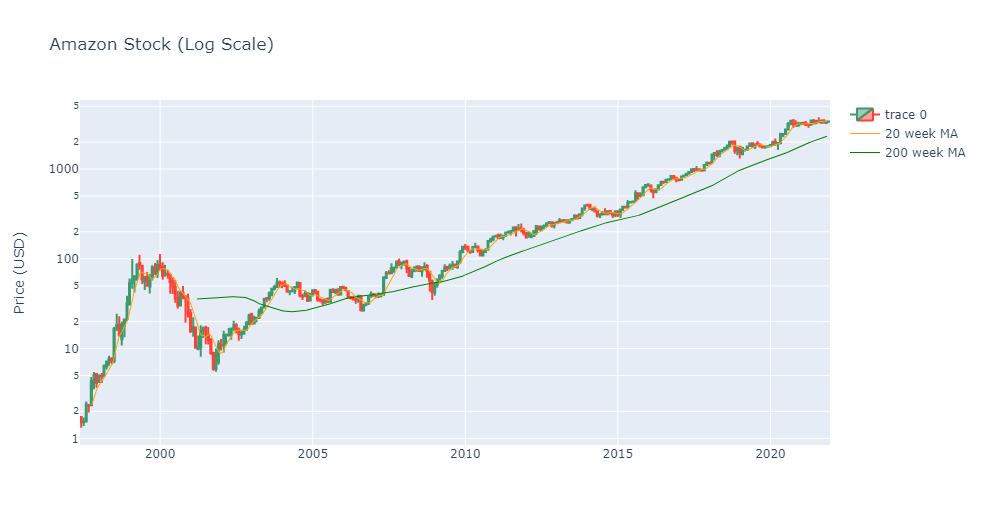 Amazon Stock (Log Scale)
trace 0
20 week MA
200 week MA
Price (USD)
5
2
1000
5
2
100
5
2
10
5
2
1
2000 2005 2010 2015 2020